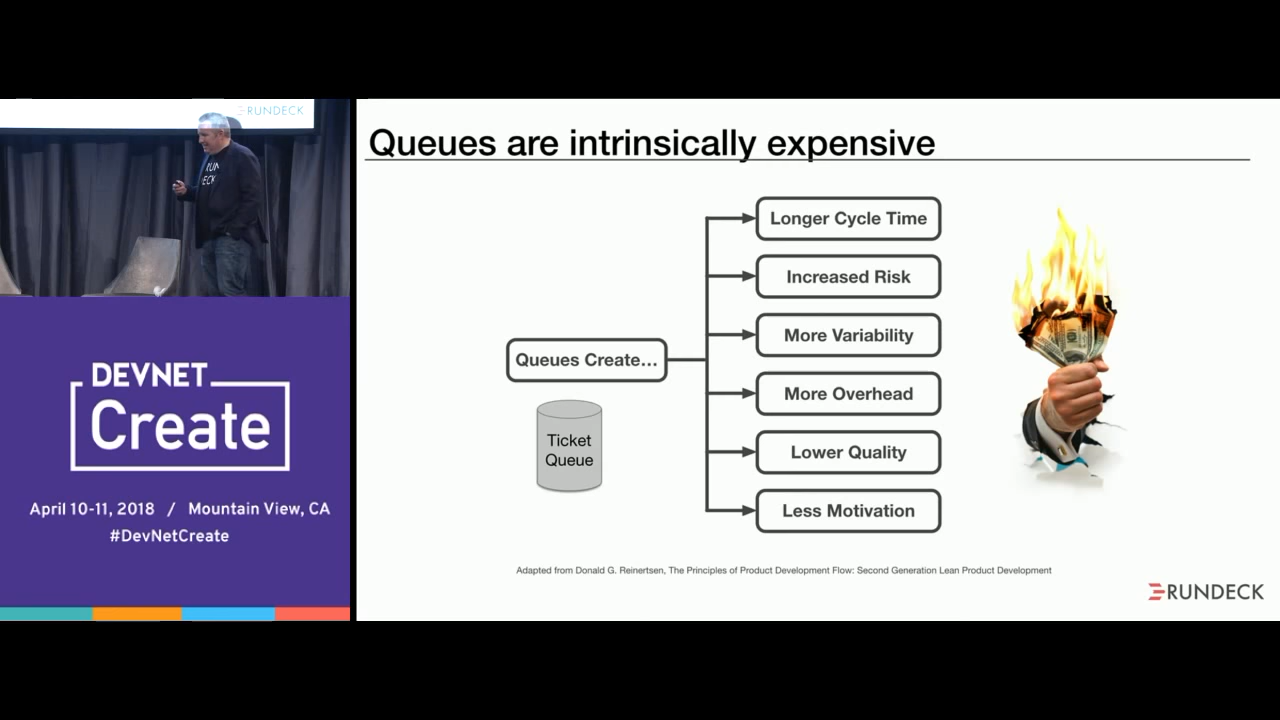 RUNDECK
RUN
DECK
DEVNET
Create
April 10-11, 2018 / Mountain View, CA
#DevNetCreate
Queues are intrinsically expensive
Queues Create...
Ticket
Queue
Longer Cycle Time
Increased Risk
More Variability
More Overhead
Lower Quality
Less Motivation
Adapted from Donald G. Reinertsen, The Principles of Product Development Flow: Second Generation Lean Product Development
RUNDECK